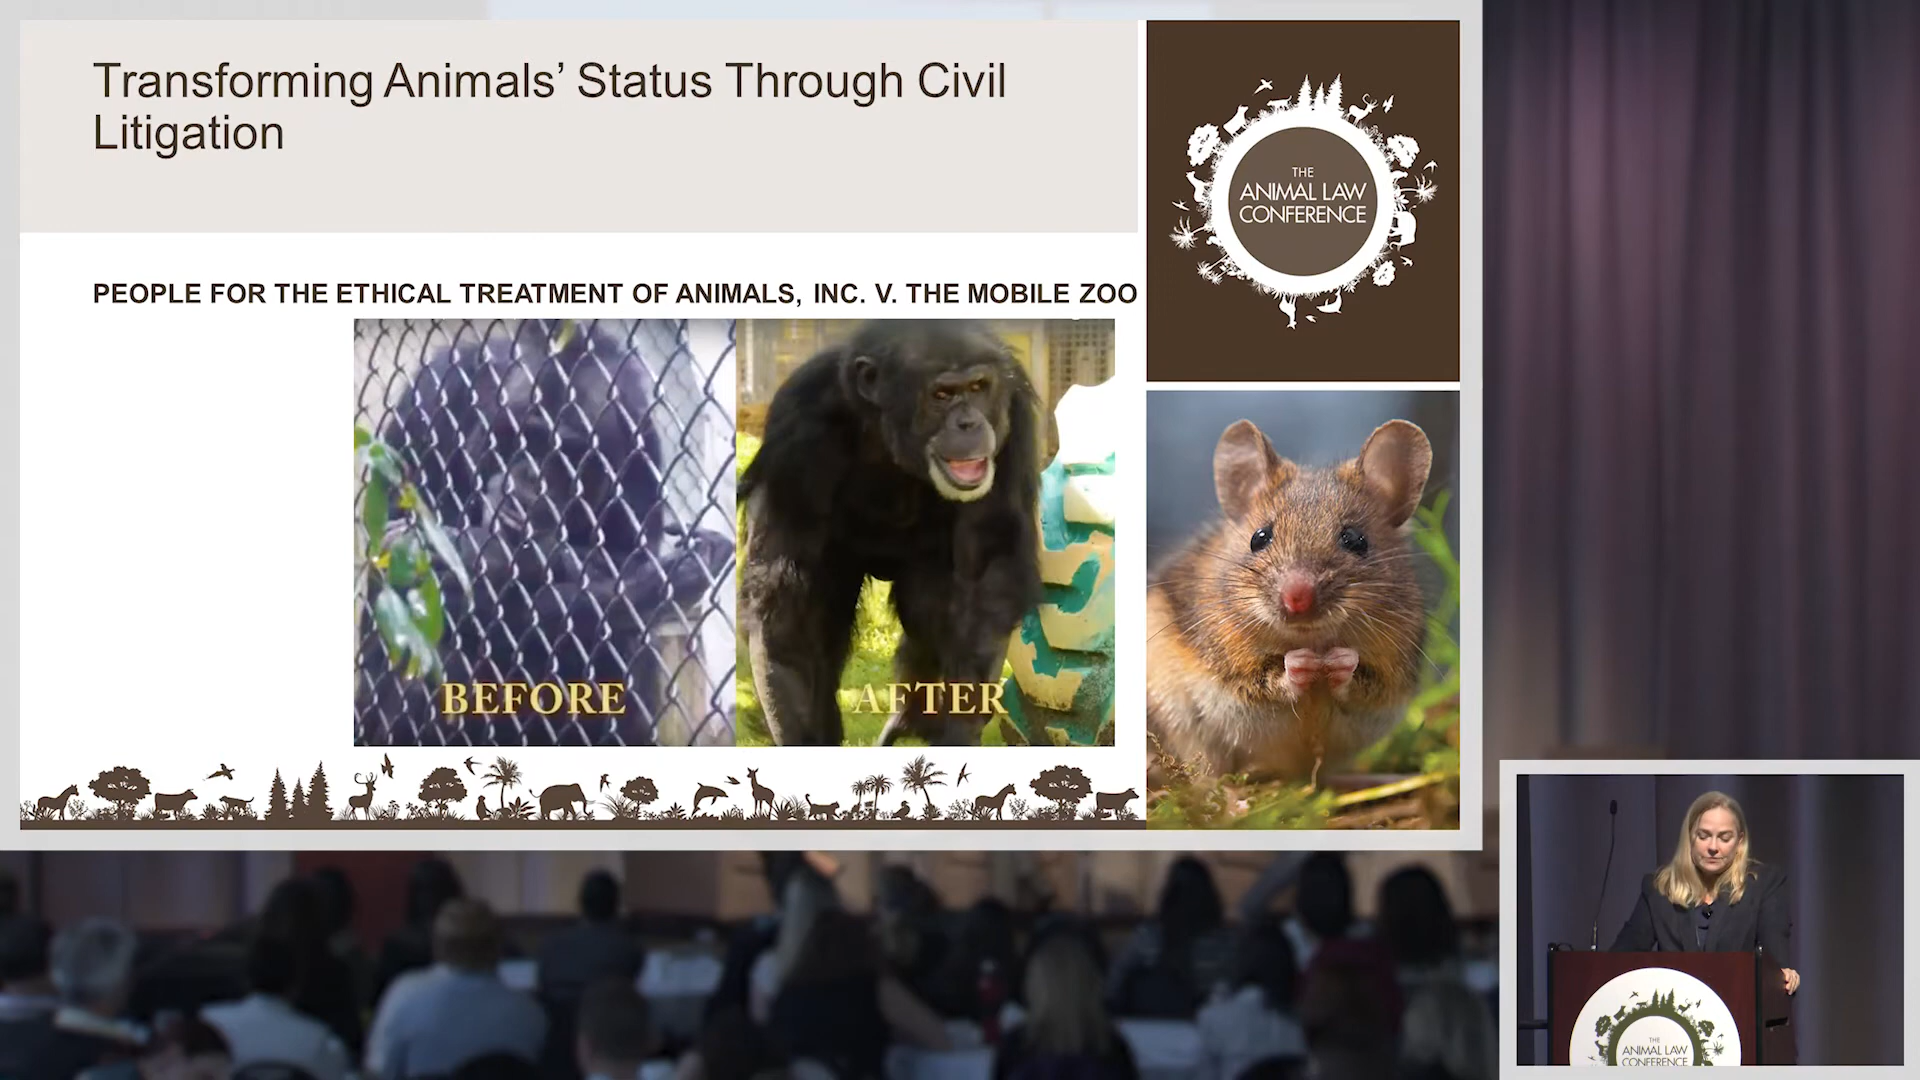 Transforming Animals’ Status Through Civil
Litigation
THE
ANIMAL LAW
CONFERENCE
PEOPLE FOR THE ETHICAL TREATMENT OF ANIMALS, INC. V. THE MOBILE ZOO
BEFORE
AFTER
THE
ANIMAL LAW
CONFERENCE